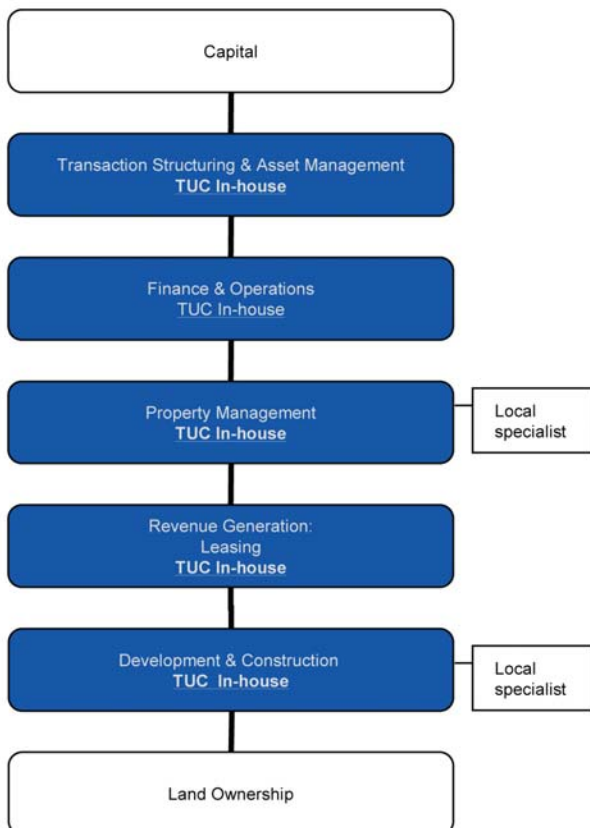 Capital
Transaction Structuring & Asset Management
TUC In-house
Finance & Operations
TUC In-house
Property Management
TUC In-house
Local
specialist
Revenue Generation:
Leasing
TUC In-house
Development & Construction
TUC In-house
Local
specialist
Land Ownership